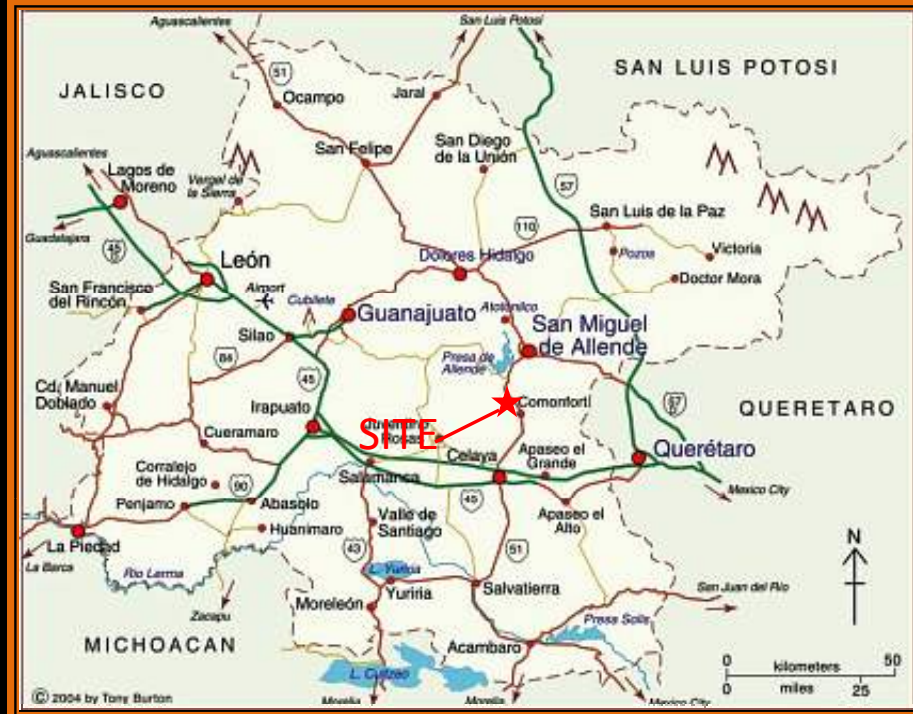 Aguascalientes
San Luis Potosi
SAN LUIS POTOSI
JALISCO
51
Ocampo
Jaral
San Felipe
San Diego
de la Unión
Aguascalientes
Lagos de
Moreno
Vergel de
la Sierra
57
San Luis de la Paz
110
Guadalajara
45
D
León
Dolores Hidalgo
Pozos
Victoria
Doctor Mora
San Francisco
del Rincón
Airport
Cubilete
Guanajuato
Atotonilco
San Miguel
de Allende
Silao
Presa de
Allende
84
45
Cd. Manuel
Doblado
Irapuato
Comonfort
57
D
QUERETARO
SITE
Rosas
Cueramaro
Celaya
Apaseo el
Grande
Querétaro
Corralejo
de Hidalgo
Salamanca
90
45
Mexico City
Penjamo
Abasolo
Valle de
Santiago
Apaseo el
Alto
Huanimaro
La Piedad
43
51
N
La Barca
Rio Lerma
L. Yuriria
Yuriria
Salvatierra
San Juan del Rio
Zacapu
Moreleón
Presa Solis
MICHOACAN
Acambaro
0
50
kilometers
L. Cuitzeo
miles
0
25
© 2004 by Tony Burton
Morelia
Morelia
Mexico City